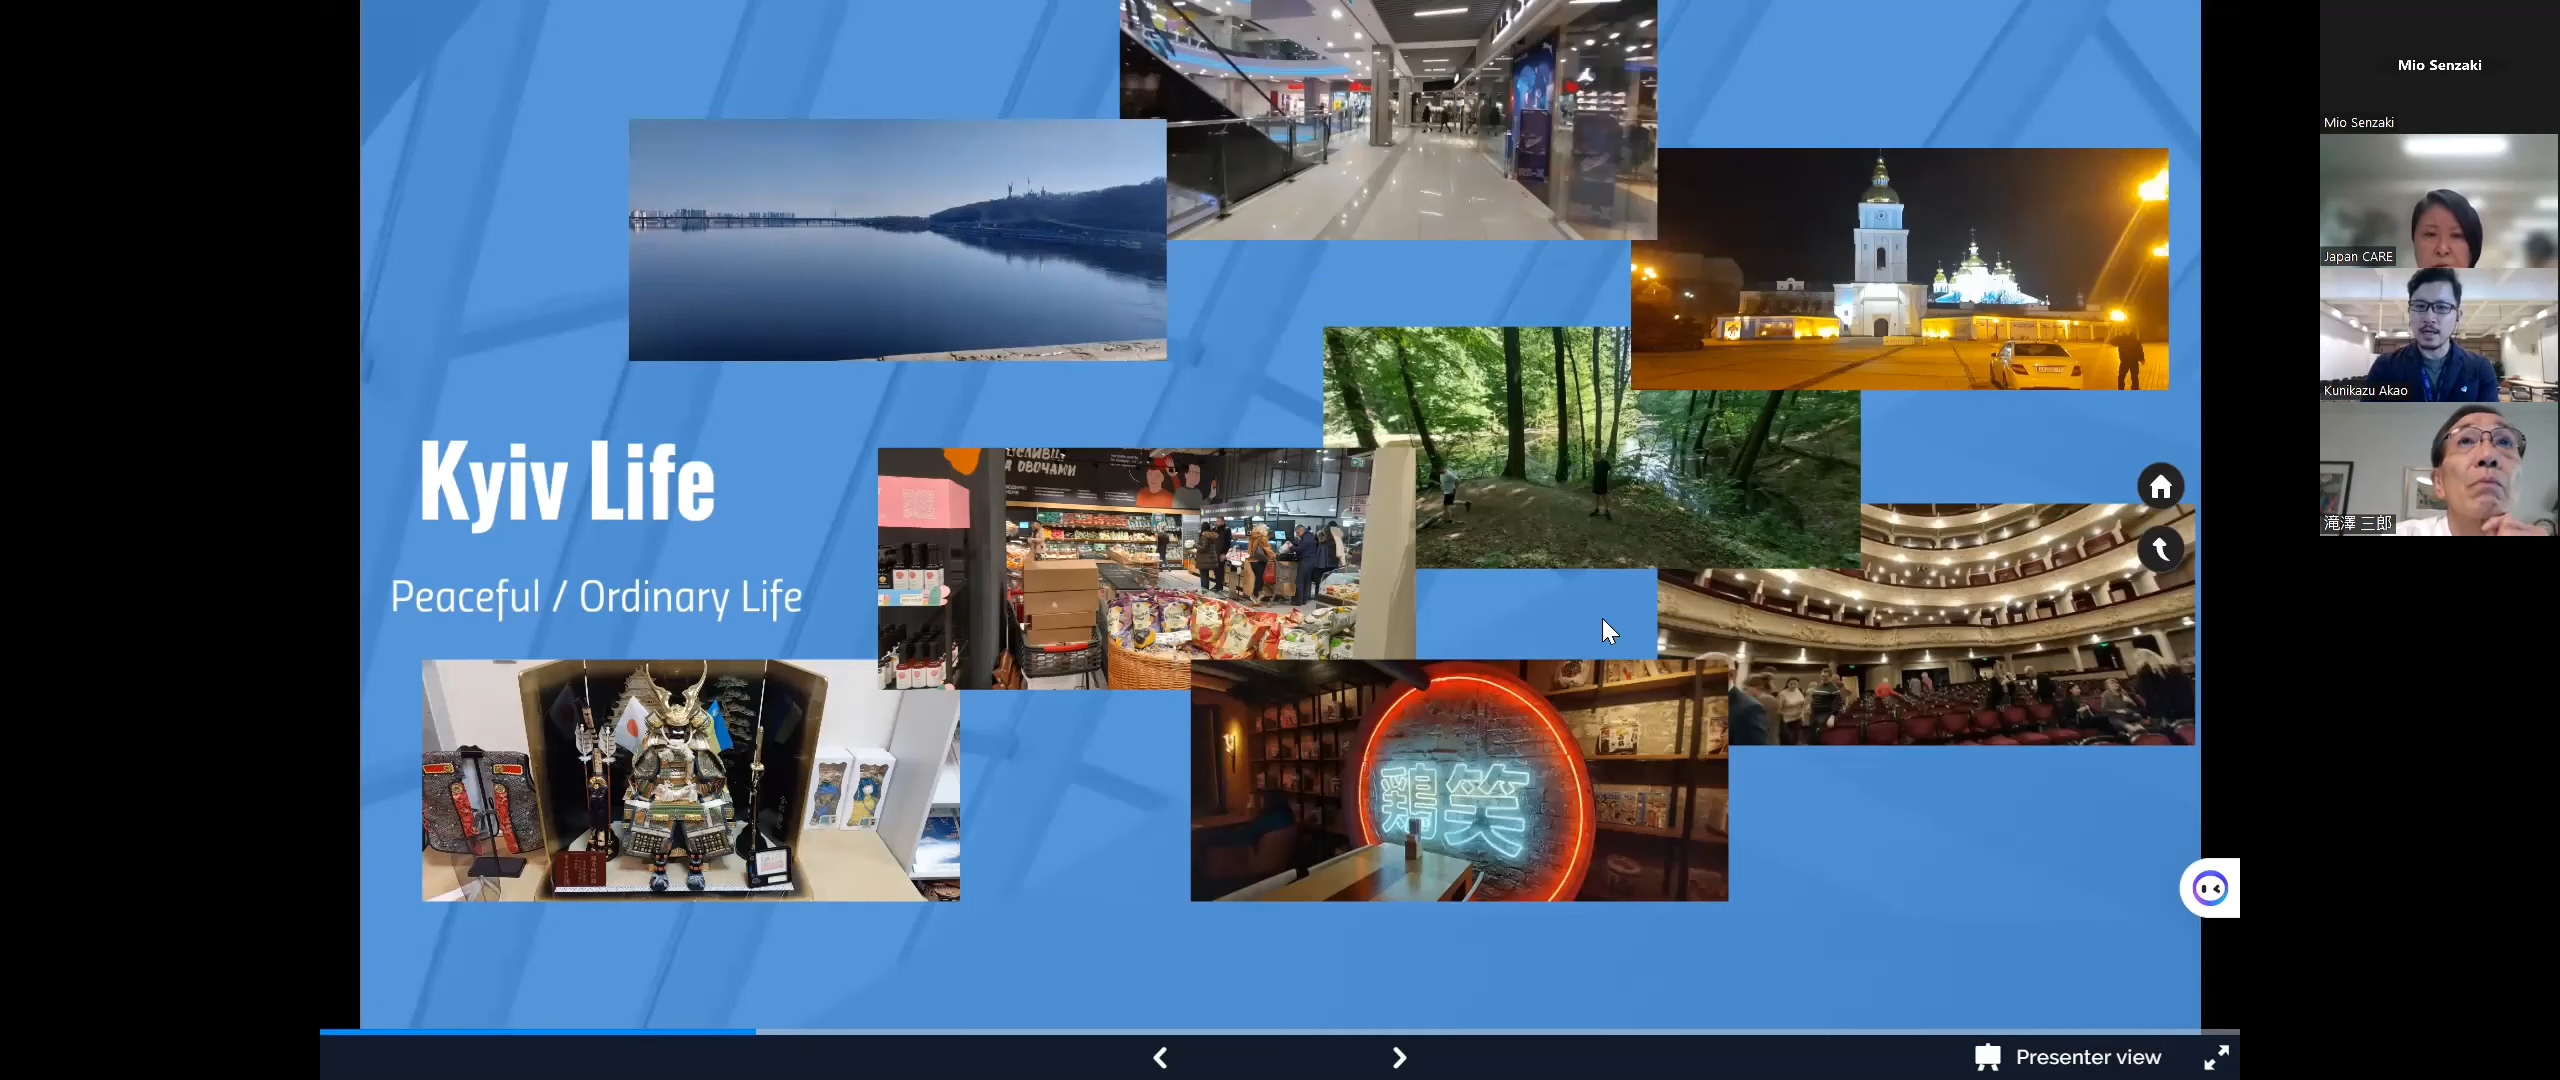 Kyiv Life
Peaceful / Ordinary Life
ОВОЧАМИ
鶏笑
Mio Senzaki
Mio Senzaki
Japan CARE
Kunikazu Akao
滝澤 三郎
Presenter view